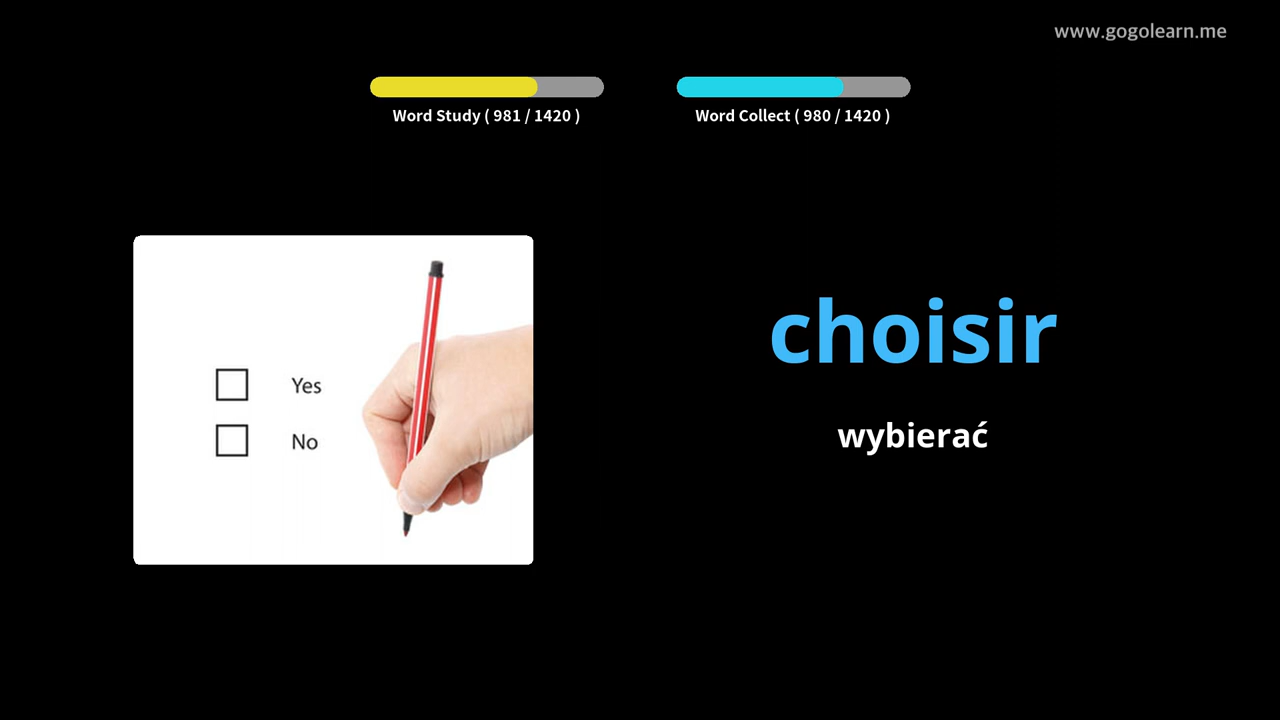 www.gogolearn.me
Word Study ( 981 / 1420 )
Word Collect ( 980 / 1420 )
Yes
No
choisir
wybierać